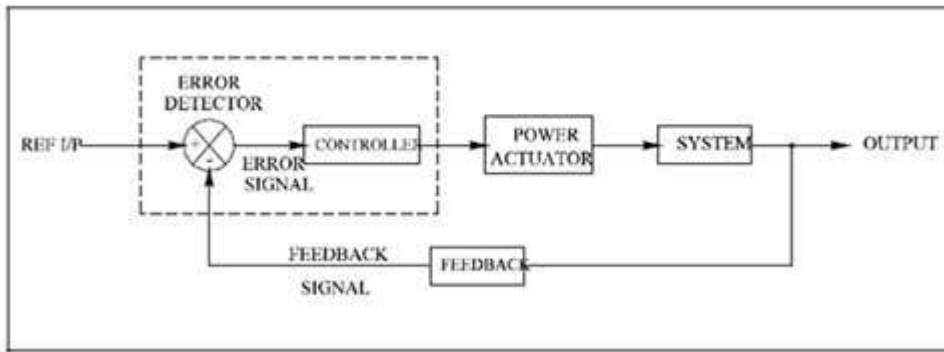 ERROR
DETECTOR
REF I/P
+
-
ERROR
SIGNAL
CONTROLLER
POWER
ACTUATOR
SYSTEM
OUTPUT
FEEDBACK
SIGNAL
FEEDBACK